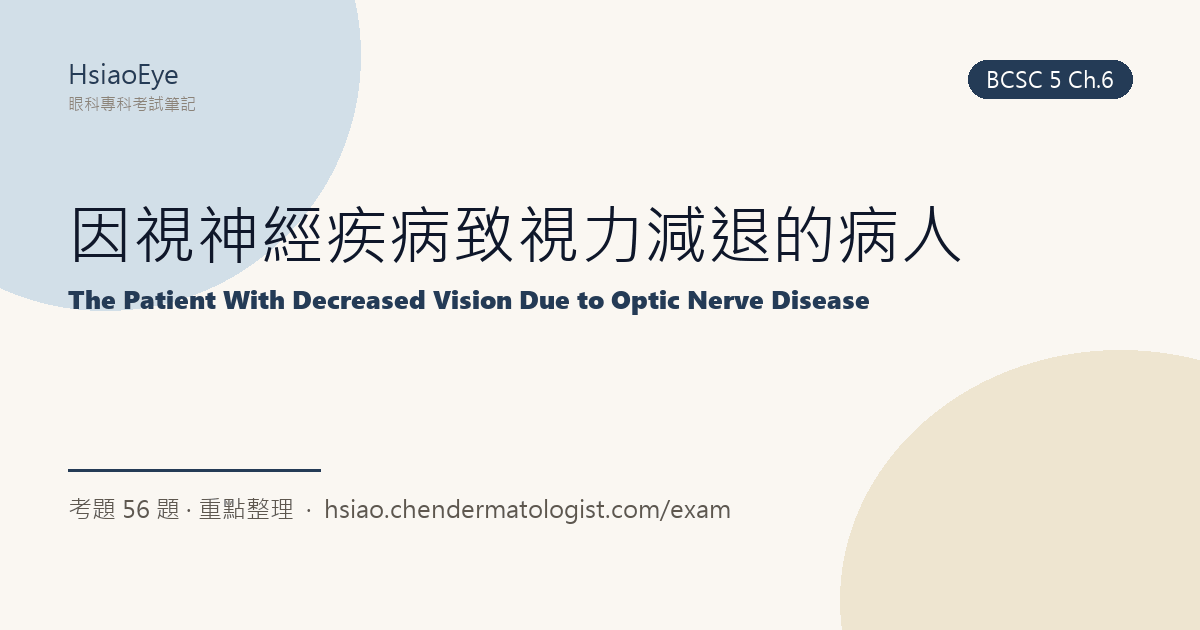 HsiaoEye
眼科專科考試筆記
BCSC 5 Ch.6
因視神經疾病致視力減退的病人
The Patient With Decreased Vision Due to Optic Nerve Disease
考題 56 題 · 重點整理 · hsiao.chendermatologist.com/exam